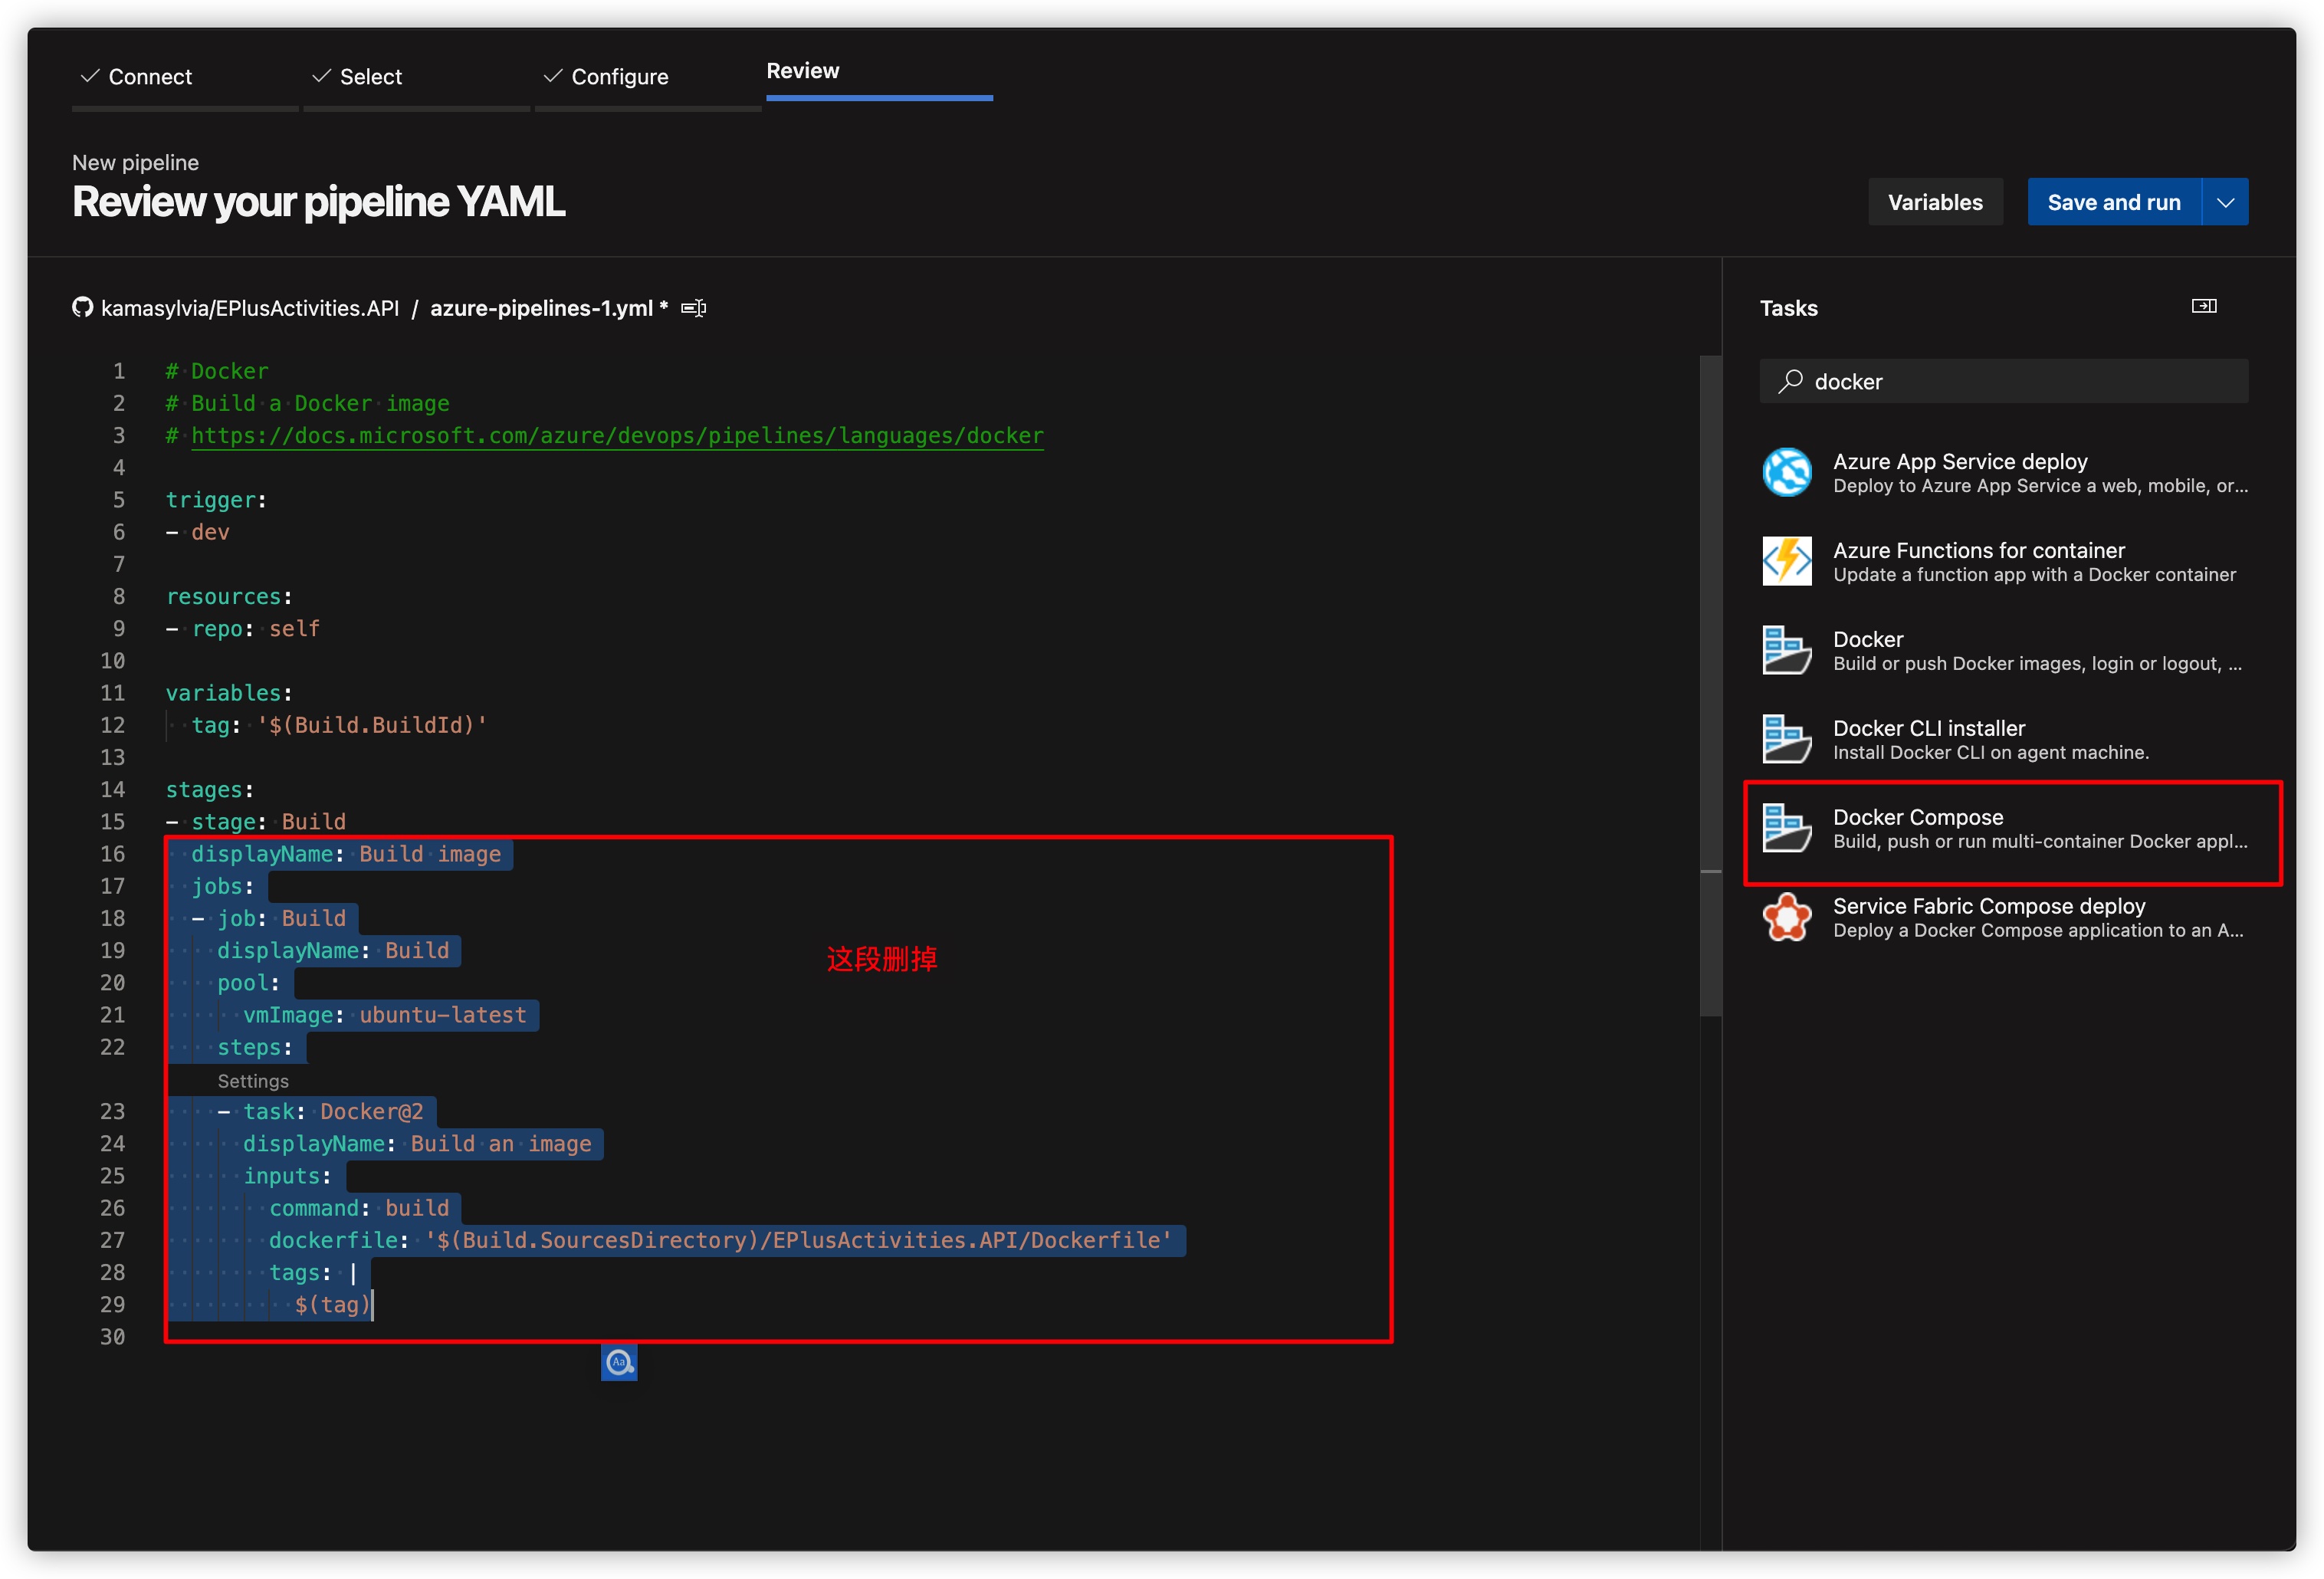 Connect
Select
Configure
Review
New pipeline
Review your pipeline YAML
Variables
Save and run
kamasylvia/EPlusActivities.API / azure-pipelines-1.yml *
1 # Docker
2 # Build a Docker image
3 # https://docs.microsoft.com/azure/devops/pipelines/languages/docker
4
5 trigger:
6 - dev
7
8 resources:
9 - repo: self
10
11 variables:
12   tag: '$(Build.BuildId)'
13
14 stages:
15 - stage: Build
16   displayName: Build image
17   jobs:
18   - job: Build
19     displayName: Build
20     pool:
21       vmImage: ubuntu-latest
22     steps:
Settings
23     - task: Docker@2
24       displayName: Build an image
25       inputs:
26         command: build
27         dockerfile: '$(Build.SourcesDirectory)/EPlusActivities.API/Dockerfile'
28         tags: |
29           $(tag)
30
这段删掉
Aa
Tasks
docker
Azure App Service deploy
Deploy to Azure App Service a web, mobile, or...
Azure Functions for container
Update a function app with a Docker container
Docker
Build or push Docker images, login or logout, ...
Docker CLI installer
Install Docker CLI on agent machine.
Docker Compose
Build, push or run multi-container Docker appl...
Service Fabric Compose deploy
Deploy a Docker Compose application to an A...